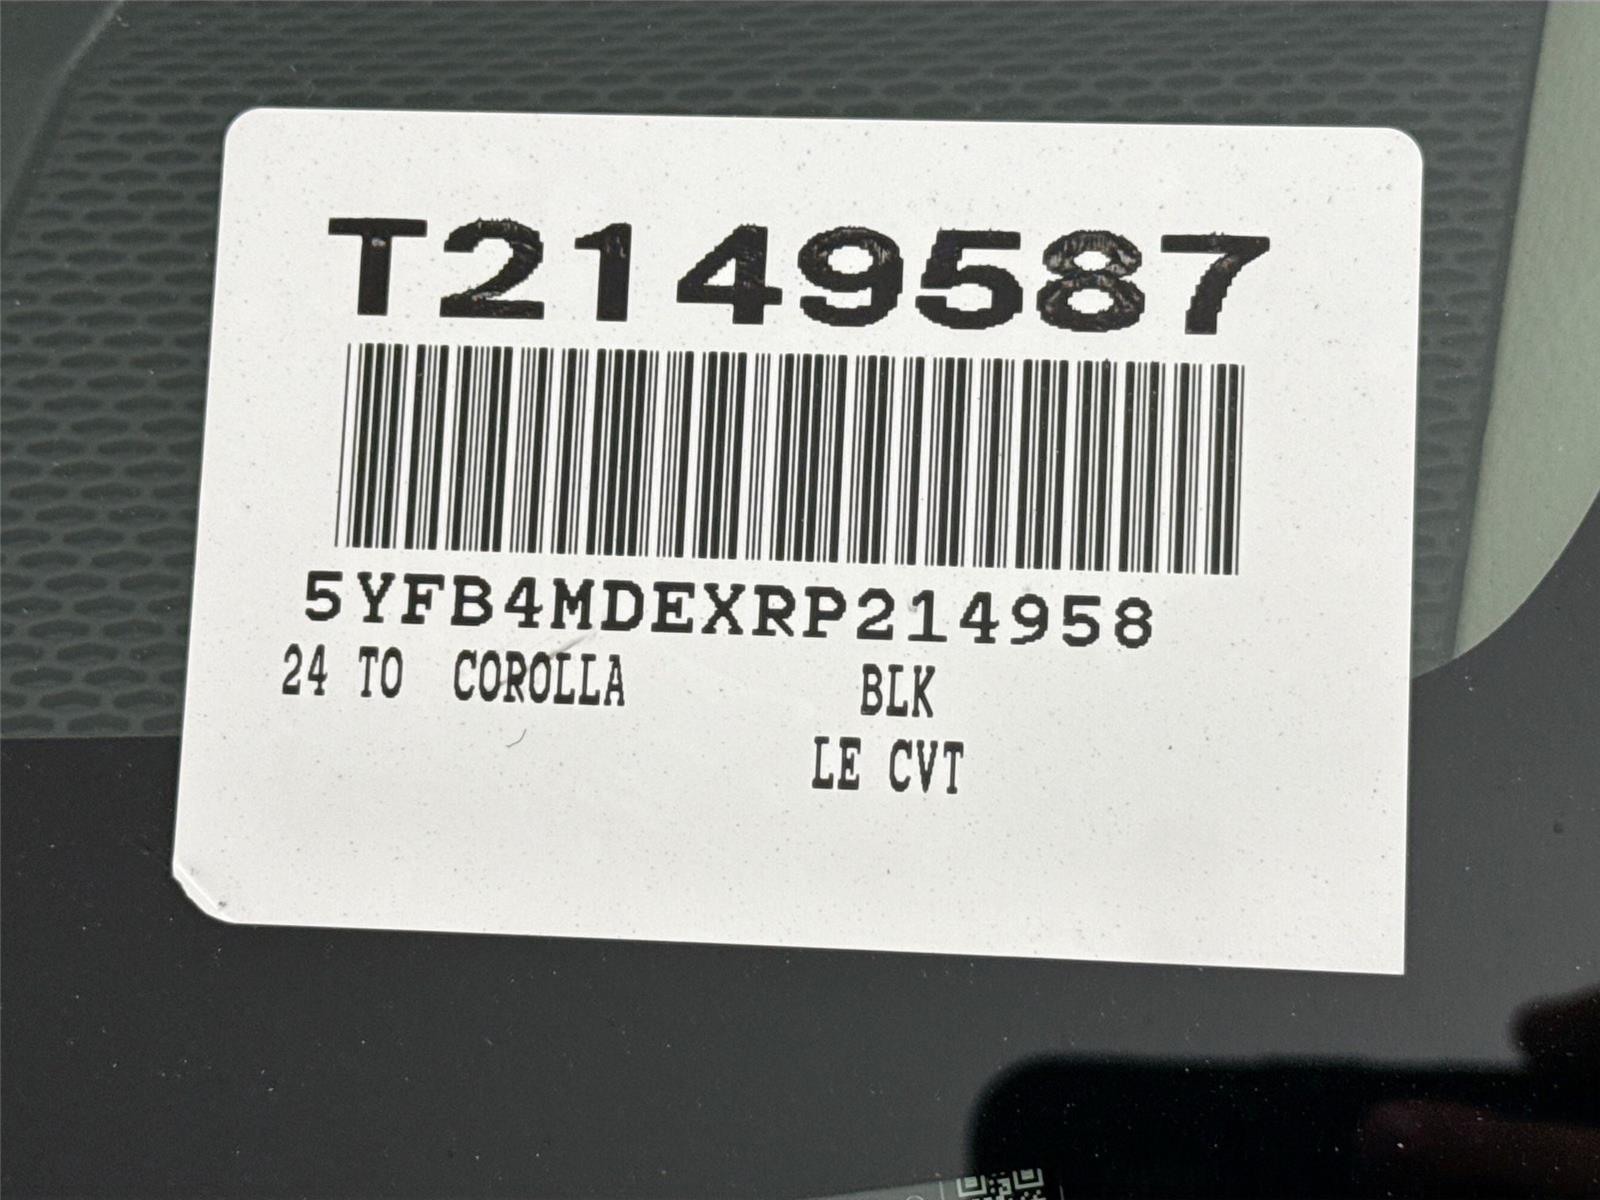 T2149587
5YFB4MDEXRP214958
24 TO COROLLA BLK
LE CVT